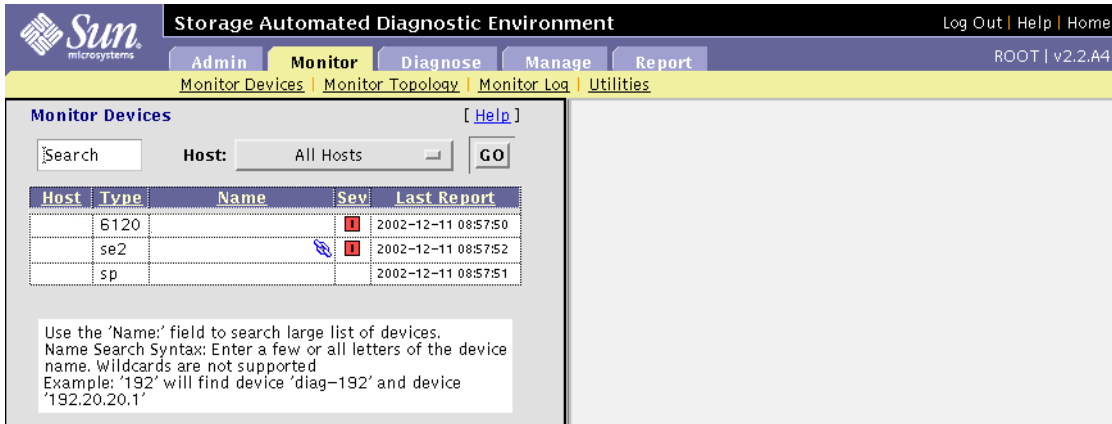 Sun microsystems
Storage Automated Diagnostic Environment
Log Out | Help | Home
Admin Monitor Diagnose Manage Report
ROOT | v2.2.A4
Monitor Devices | Monitor Topology | Monitor Log | Utilities
Monitor Devices [ Help ]
Search Host: All Hosts GO
Host Type Name Sev Last Report
6120 2002-12-11 08:57:50
se2 2002-12-11 08:57:52
sp 2002-12-11 08:57:51
Use the 'Name:' field to search large list of devices.
Name Search Syntax: Enter a few or all letters of the device
name. Wildcards are not supported
Example: '192' will find device 'diag-192' and device
'192.20.20.1'